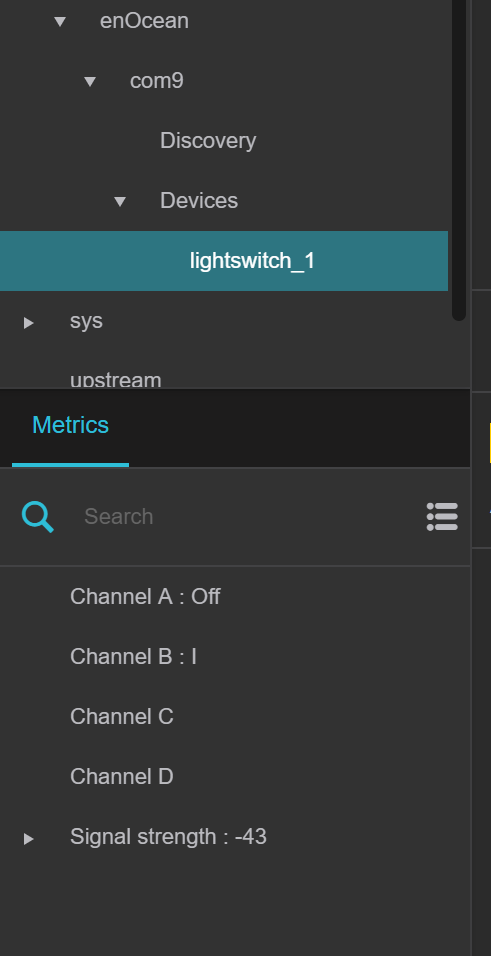 enOcean
com9
Discovery
Devices
lightswitch_1
sys
upstream
Metrics
Search
Channel A : Off
Channel B : I
Channel C
Channel D
Signal strength : -43